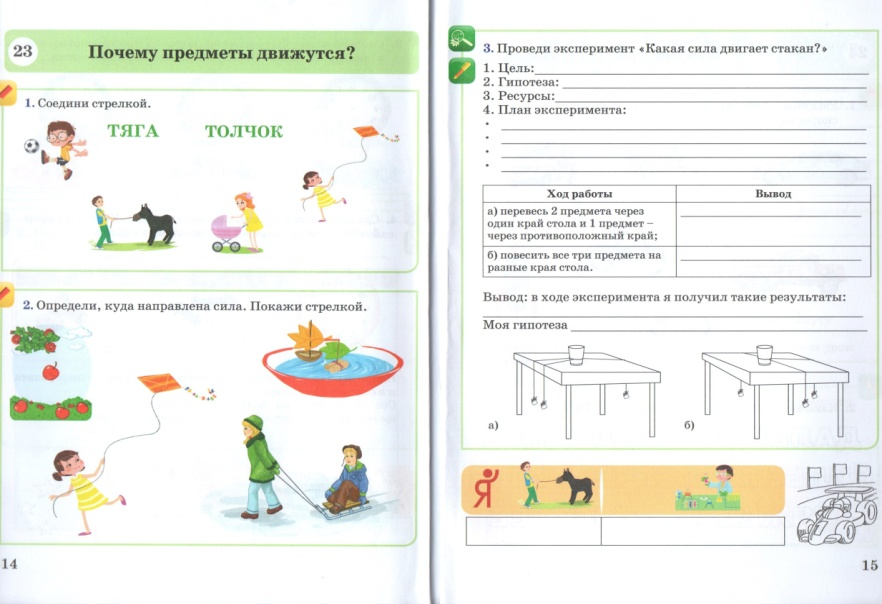 23
Почему предметы движутся?
1. Соедини стрелкой.
ТЯГА ТОЛЧОК
2. Определи, куда направлена сила. Покажи стрелкой.
14
3. Проведи эксперимент «Какая сила двигает стакан?»
1. Цель:
2. Гипотеза:
3. Ресурсы:
4. План эксперимента:
Ход работы
Вывод
а) перевесь 2 предмета через
один край стола и 1 предмет –
через противоположный край;
б) повесить все три предмета на
разные края стола.
Вывод: в ходе эксперимента я получил такие результаты:
Моя гипотеза
а)
б)
Я
15